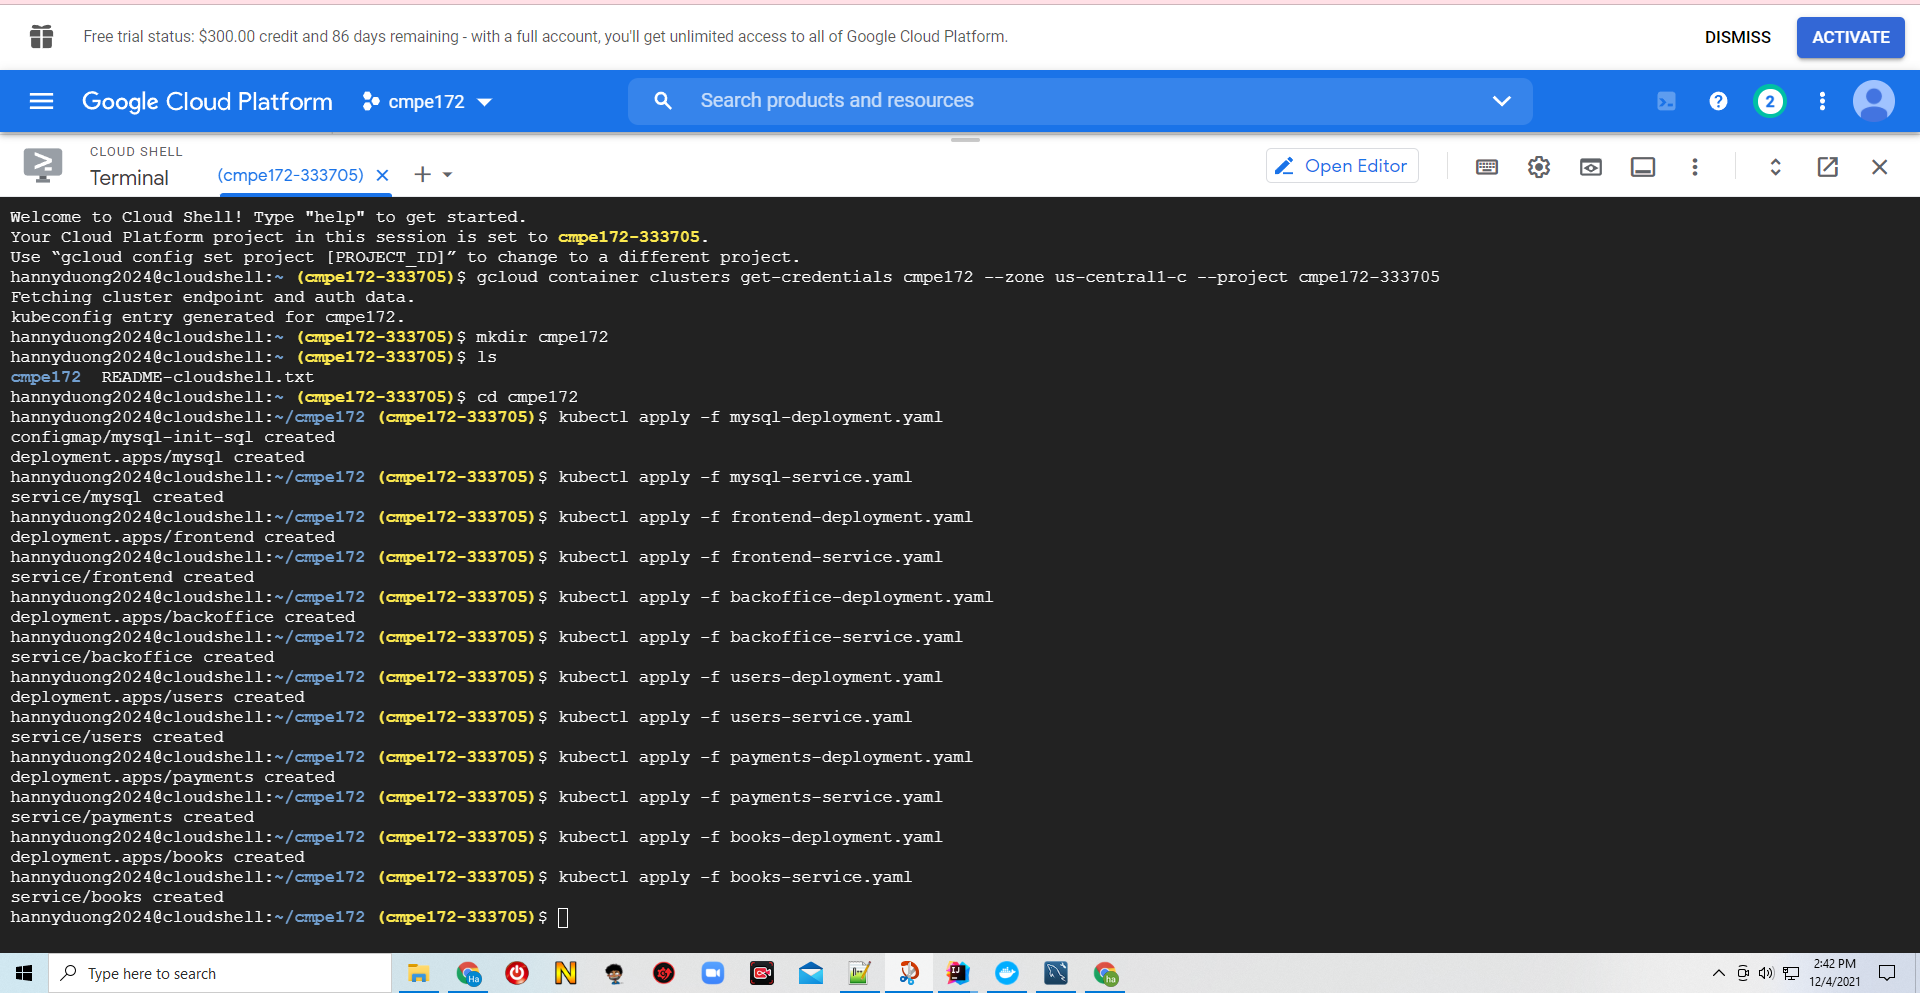 Free trial status: $300.00 credit and 86 days remaining - with a full account, you'll get unlimited access to all of Google Cloud Platform.
DISMISS
ACTIVATE
Google Cloud Platform
cmpe172
Search products and resources
2
CLOUD SHELL
Terminal
(cmpe172-333705)
Open Editor
Welcome to Cloud Shell! Type "help" to get started.
Your Cloud Platform project in this session is set to cmpe172-333705.
Use “gcloud config set project [PROJECT_ID]” to change to a different project.
hannyduong2024@cloudshell:~ (cmpe172-333705)$ gcloud container clusters get-credentials cmpe172 --zone us-central1-c --project cmpe172-333705
Fetching cluster endpoint and auth data.
kubeconfig entry generated for cmpe172.
hannyduong2024@cloudshell:~ (cmpe172-333705)$ mkdir cmpe172
hannyduong2024@cloudshell:~ (cmpe172-333705)$ ls
cmpe172  README-cloudshell.txt
hannyduong2024@cloudshell:~ (cmpe172-333705)$ cd cmpe172
hannyduong2024@cloudshell:~/cmpe172 (cmpe172-333705)$ kubectl apply -f mysql-deployment.yaml
configmap/mysql-init-sql created
deployment.apps/mysql created
hannyduong2024@cloudshell:~/cmpe172 (cmpe172-333705)$ kubectl apply -f mysql-service.yaml
service/mysql created
hannyduong2024@cloudshell:~/cmpe172 (cmpe172-333705)$ kubectl apply -f frontend-deployment.yaml
deployment.apps/frontend created
hannyduong2024@cloudshell:~/cmpe172 (cmpe172-333705)$ kubectl apply -f frontend-service.yaml
service/frontend created
hannyduong2024@cloudshell:~/cmpe172 (cmpe172-333705)$ kubectl apply -f backoffice-deployment.yaml
deployment.apps/backoffice created
hannyduong2024@cloudshell:~/cmpe172 (cmpe172-333705)$ kubectl apply -f backoffice-service.yaml
service/backoffice created
hannyduong2024@cloudshell:~/cmpe172 (cmpe172-333705)$ kubectl apply -f users-deployment.yaml
deployment.apps/users created
hannyduong2024@cloudshell:~/cmpe172 (cmpe172-333705)$ kubectl apply -f users-service.yaml
service/users created
hannyduong2024@cloudshell:~/cmpe172 (cmpe172-333705)$ kubectl apply -f payments-deployment.yaml
deployment.apps/payments created
hannyduong2024@cloudshell:~/cmpe172 (cmpe172-333705)$ kubectl apply -f payments-service.yaml
service/payments created
hannyduong2024@cloudshell:~/cmpe172 (cmpe172-333705)$ kubectl apply -f books-deployment.yaml
deployment.apps/books created
hannyduong2024@cloudshell:~/cmpe172 (cmpe172-333705)$ kubectl apply -f books-service.yaml
service/books created
hannyduong2024@cloudshell:~/cmpe172 (cmpe172-333705)$
Type here to search
2:42 PM
12/4/2021